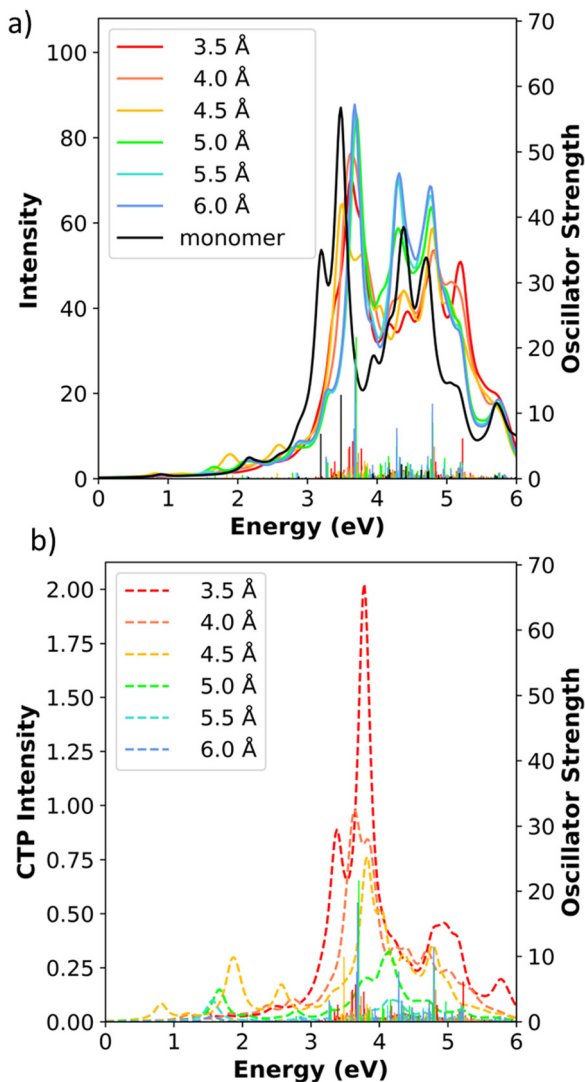 a)
70
100
3.5 Å
60
4.0 Å
4.5 Å
80
50
5.0 Å
5.5 Å
6.0 Å
60
40
monomer
Intensity
Oscillator Strength
30
40
20
20
10
0
0
0 1 2 3 4 5 6
Energy (eV)
b)
70
2.00
3.5 Å
60
4.0 Å
1.75
4.5 Å
50
1.50
5.0 Å
5.5 Å
1.25
40
6.0 Å
CTP Intensity
Oscillator Strength
1.00
30
0.75
20
0.50
10
0.25
0.00
0
0 1 2 3 4 5 6
Energy (eV)